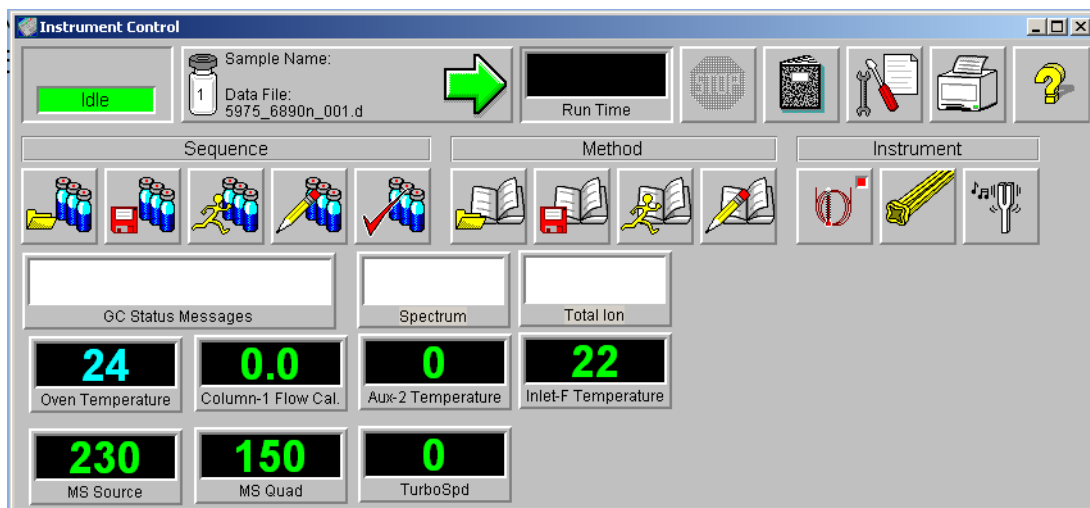 Instrument Control
Idle
1
Sample Name:
Data File:
5975_6890n_001.d
Run Time
STOP
Sequence
Method
Instrument
GC Status Messages
Spectrum
Total Ion
24
Oven Temperature
0.0
Column-1 Flow Cal.
0
Aux-2 Temperature
22
Inlet-F Temperature
230
MS Source
150
MS Quad
0
TurboSpd